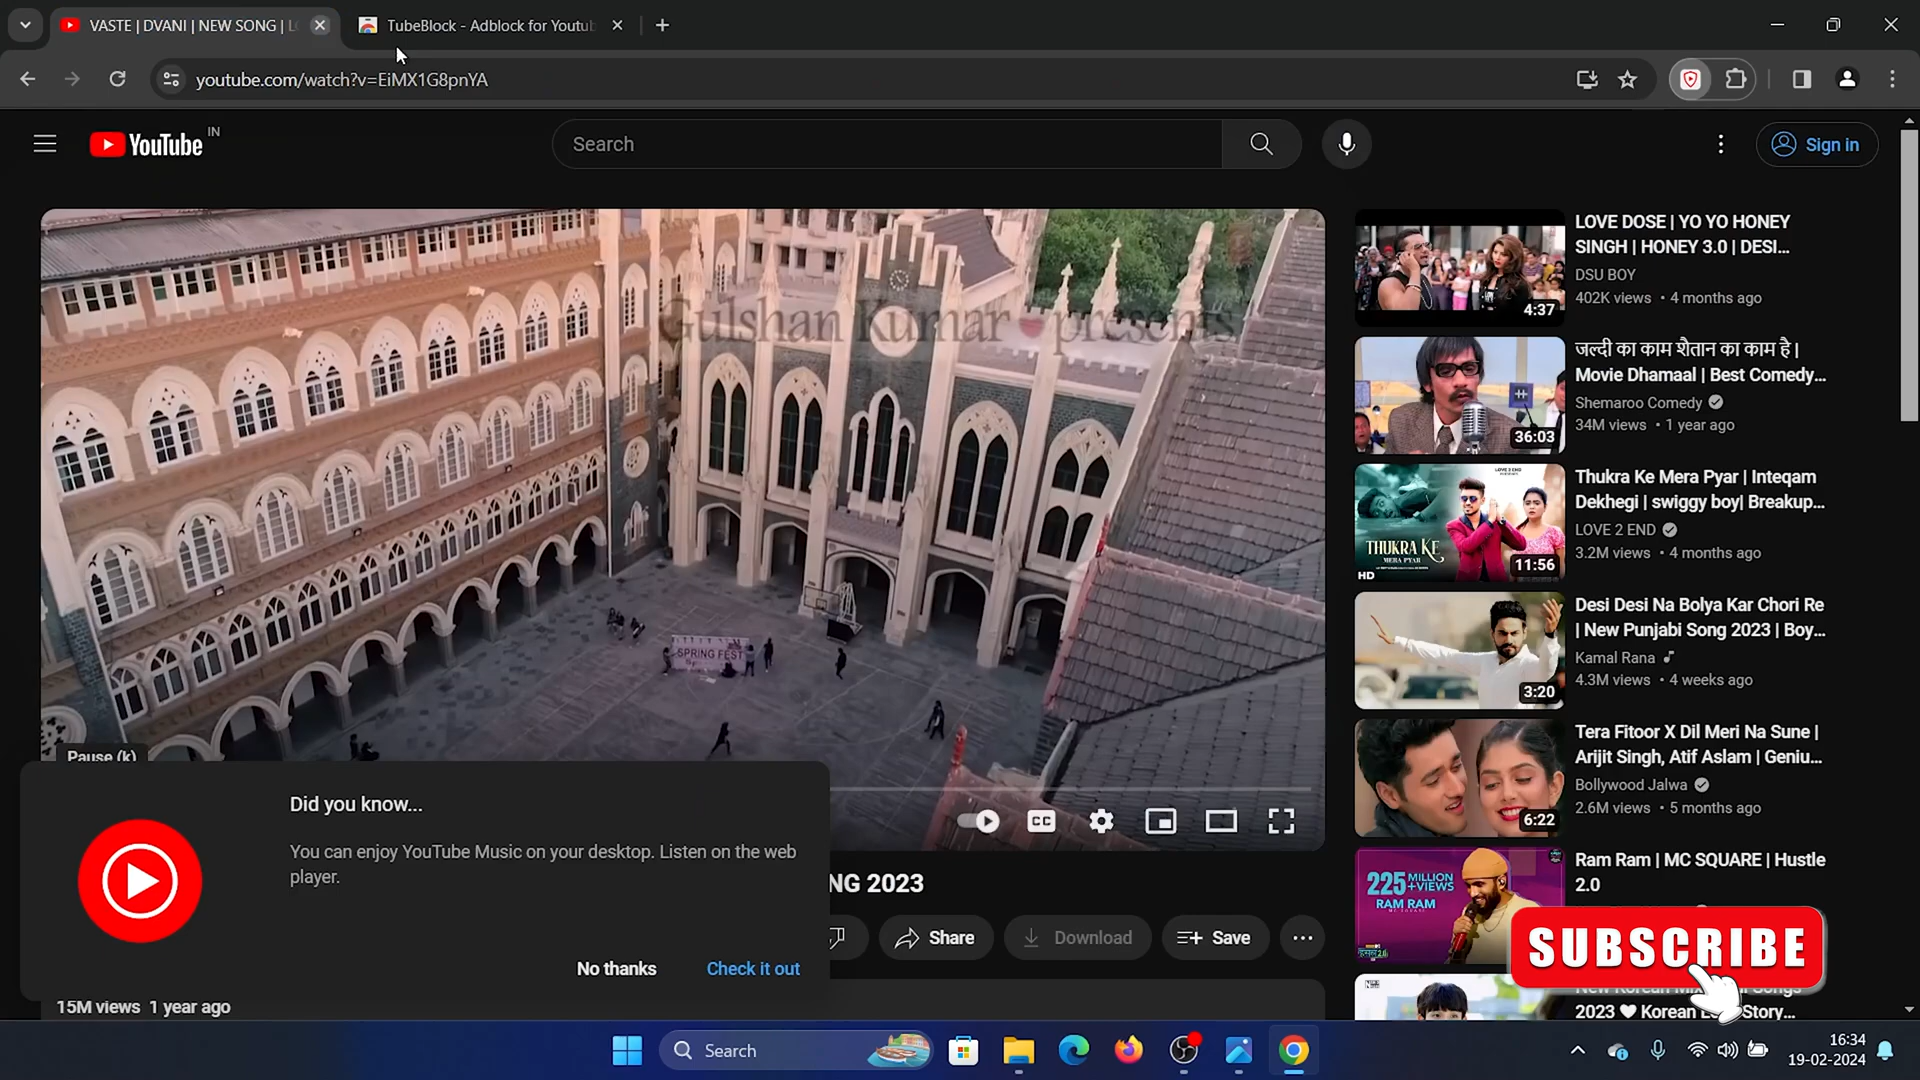 VASTE | DVANI | NEW SONG | L
TubeBlock - Adblock for Youtub
youtube.com/watch?v=EiMX1G8pnYA
YouTube IN
Search
Sign in
Gulshan Kumar presents
SPRING FEST
Pause (k)
Did you know...
You can enjoy YouTube Music on your desktop. Listen on the web
player.
No thanks
Check it out
CC
NG 2023
Share
Download
Save
15M views 1 year ago
4:37
LOVE DOSE | YO YO HONEY
SINGH | HONEY 3.0 | DESI...
DSU BOY
402K views • 4 months ago
36:03
जल्दी का काम शैतान का काम है |
Movie Dhamaal | Best Comedy...
Shemaroo Comedy
34M views • 1 year ago
LOVE 2 END
THUKRA KE
MERA PYAR
HD
11:56
Thukra Ke Mera Pyar | Inteqam
Dekhegi | swiggy boy| Breakup...
LOVE 2 END
3.2M views • 4 months ago
3:20
Desi Desi Na Bolya Kar Chori Re
| New Punjabi Song 2023 | Boy...
Kamal Rana
4.3M views • 4 weeks ago
6:22
Tera Fitoor X Dil Meri Na Sune |
Arijit Singh, Atif Aslam | Geniu...
Bollywood Jalwa
2.6M views • 5 months ago
225 MILLION
+VIEWS
RAM RAM
MC SQUARE
Ram Ram | MC SQUARE | Hustle
2.0
SUBSCRIBE
2023 ♥ Korean Story...
Search
16:34
19-02-2024